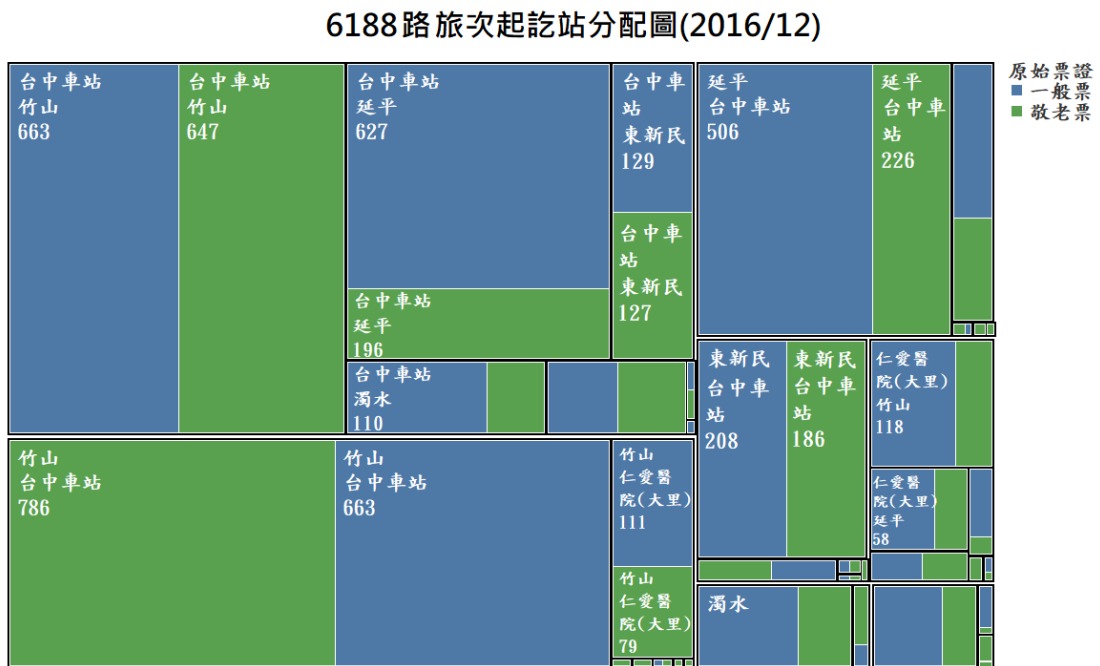 6188路旅次起訖站分配圖(2016/12)
原始票證
一般票
敬老票
台中車站
竹山
663
台中車站
竹山
647
台中車站
延平
627
台中車站
延平
196
台中車
站
東新民
129
台中車
站
東新民
127
台中車站
濁水
110
竹山
台中車站
786
竹山
台中車站
663
竹山
仁愛醫
院(大里)
111
竹山
仁愛醫
院(大里)
79
延平
台中車站
506
延平
台中車
站
226
東新民
台中車
站
208
東新民
台中車
站
186
仁愛醫
院(大里)
竹山
118
仁愛醫
院(大里)
延平
58
濁水